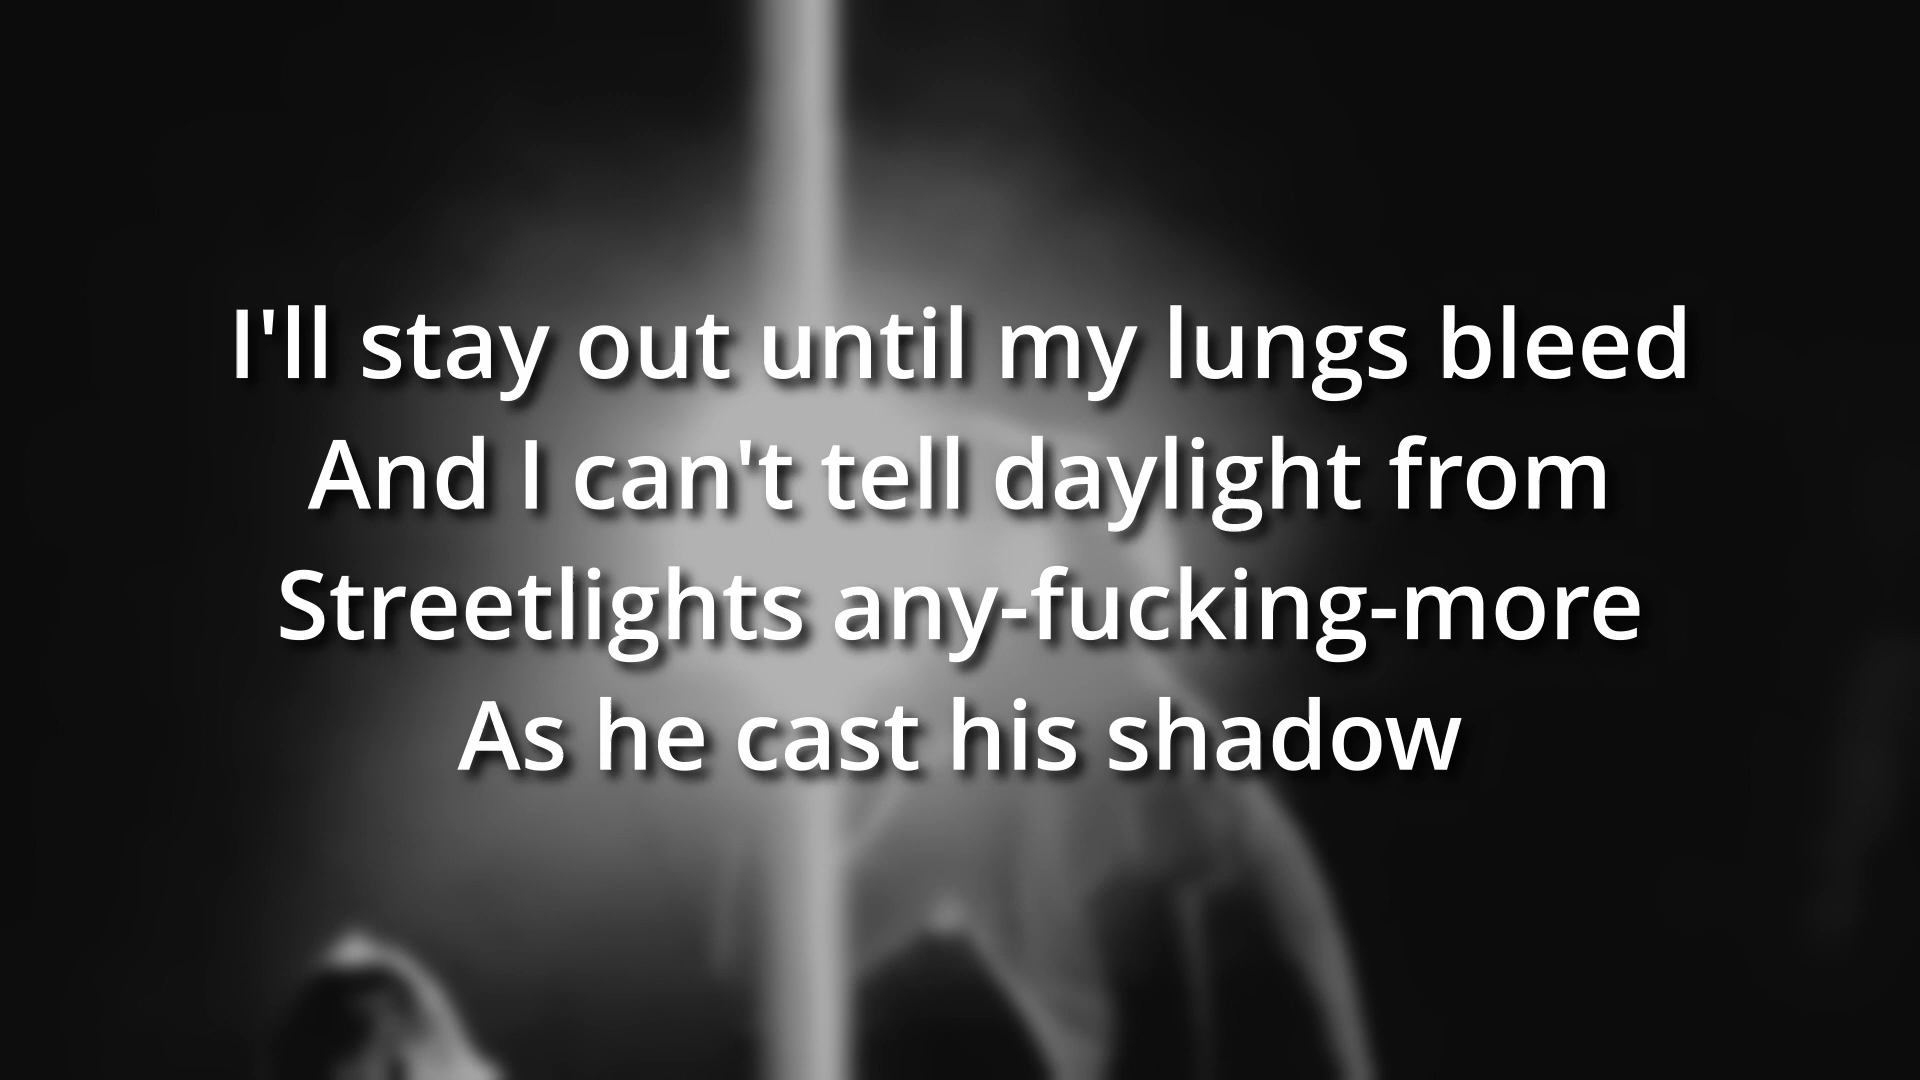 I'll stay out until my lungs bleed
And I can't tell daylight from
Streetlights any-fucking-more
As he cast his shadow